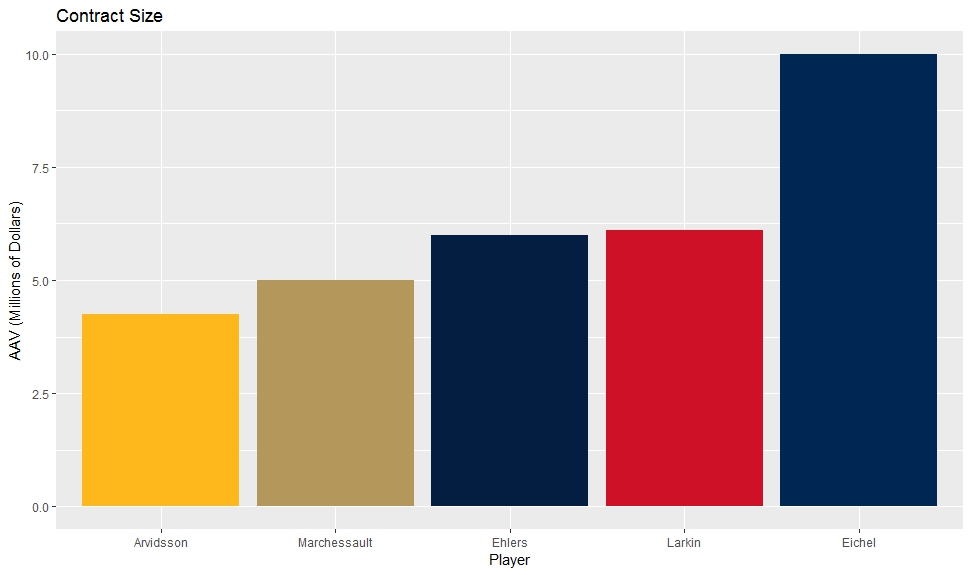 Contract Size
AAV (Millions of Dollars)
10.0
7.5
5.0
2.5
0.0
Arvidsson Marchessault Ehlers Larkin Eichel
Player